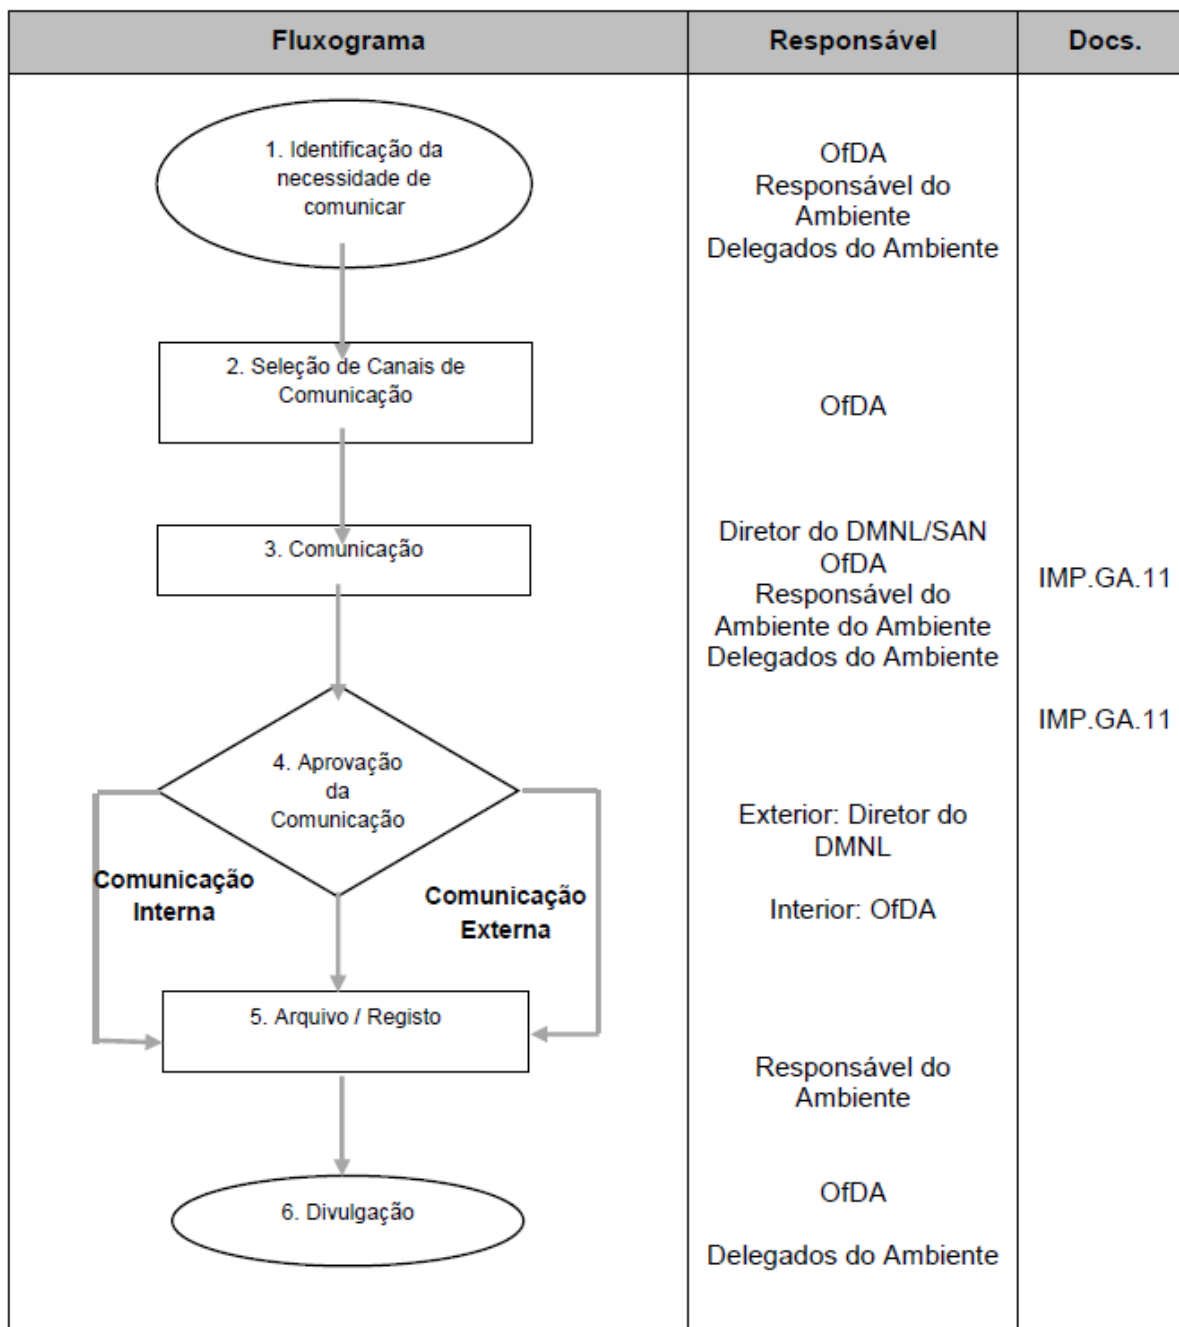 Fluxograma
Responsável
Docs.
1. Identificação da
necessidade de
comunicar
OfDA
Responsável do
Ambiente
Delegados do Ambiente
2. Seleção de Canais de
Comunicação
OfDA
3. Comunicação
Diretor do DMNL/SAN
OfDA
Responsável do
Ambiente do Ambiente
Delegados do Ambiente
IMP.GA.11
4. Aprovação
da
Comunicação
Comunicação
Interna
Comunicação
Externa
Exterior: Diretor do
DMNL
Interior: OfDA
IMP.GA.11
5. Arquivo / Registo
Responsável do
Ambiente
6. Divulgação
OfDA
Delegados do Ambiente